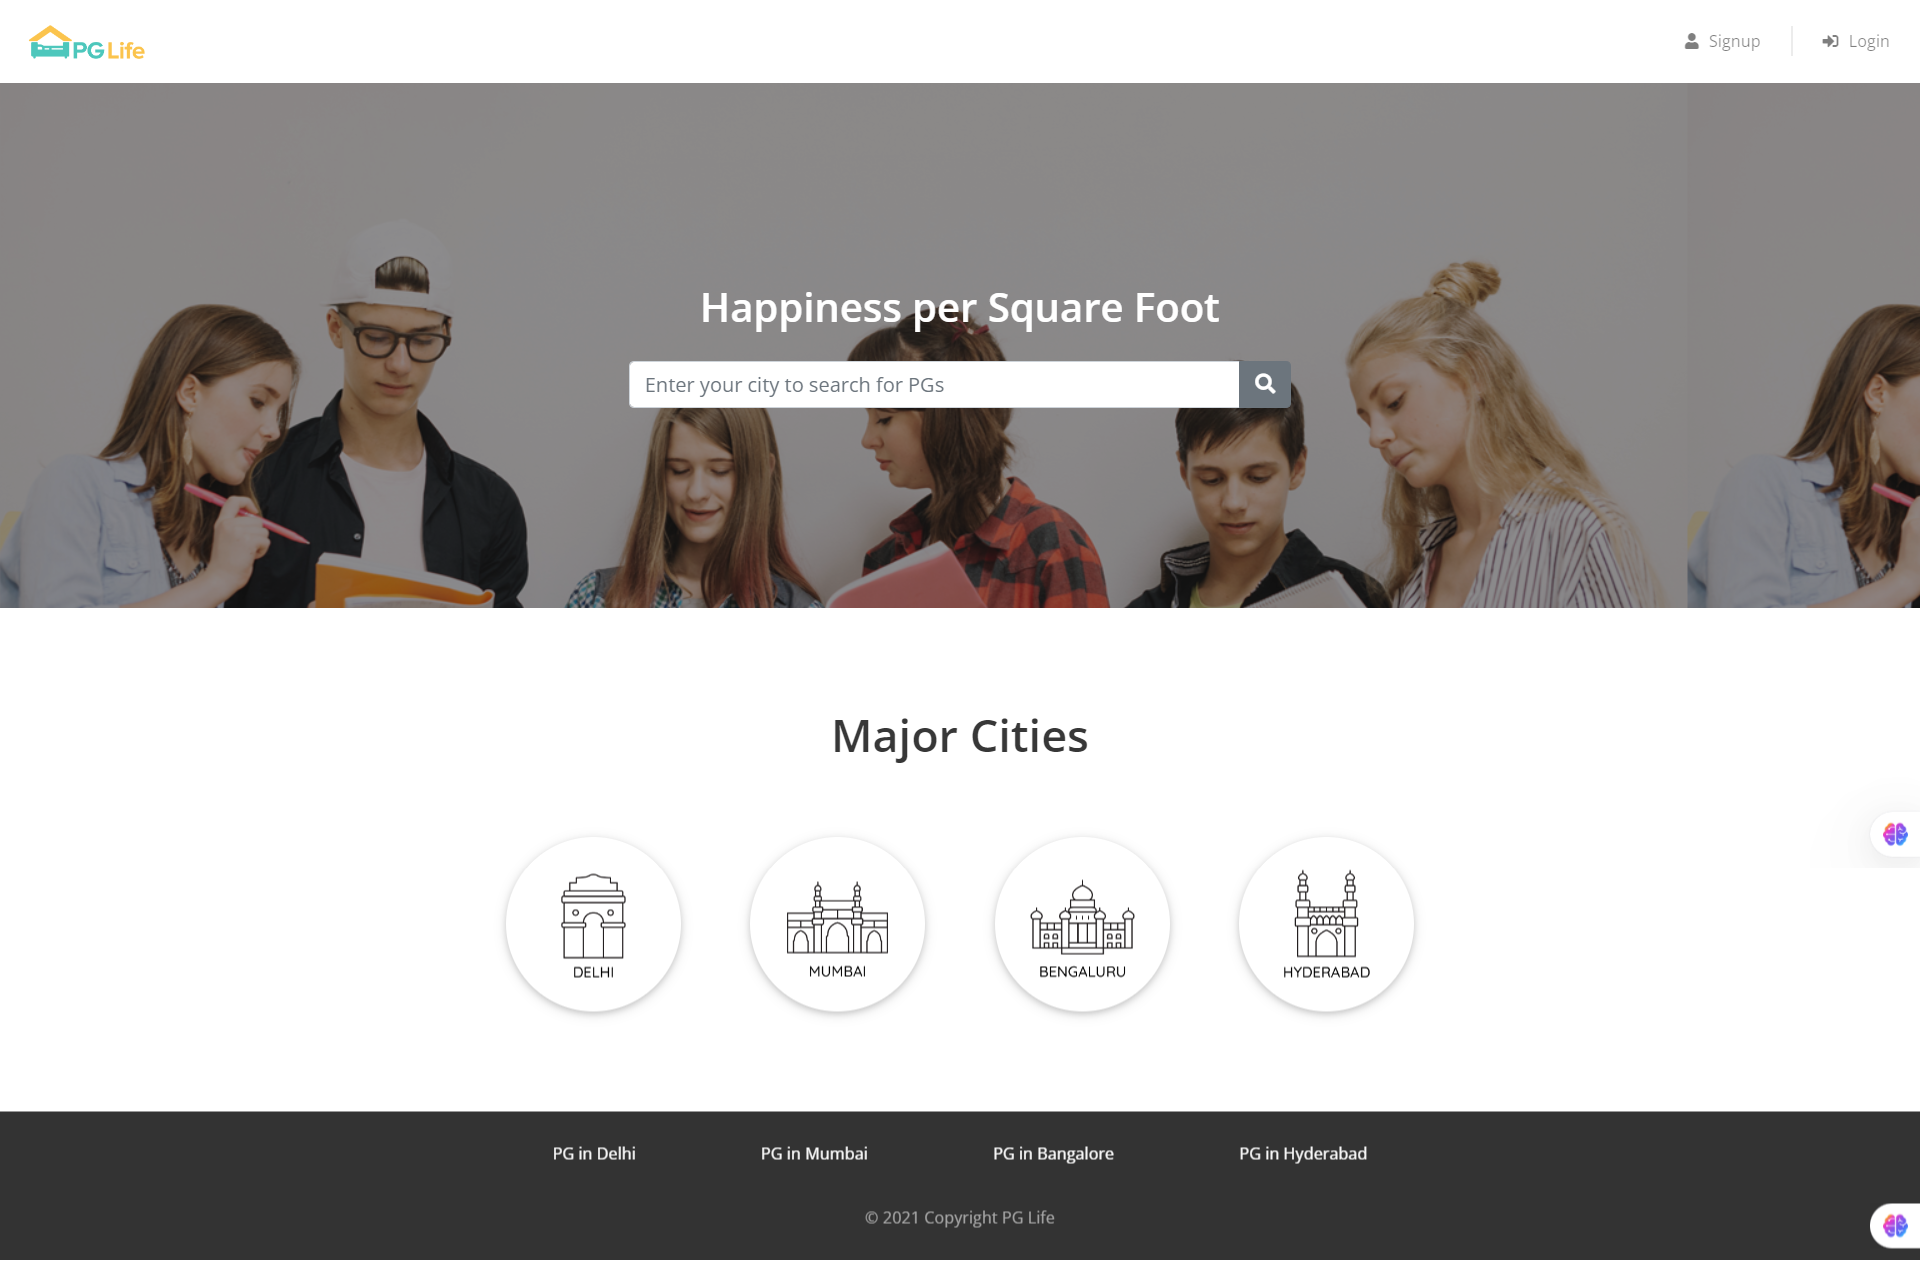 PG Life
Signup
Login
Happiness per Square Foot
Enter your city to search for PGs
Major Cities
DELHI
MUMBAI
BENGALURU
HYDERABAD
PG in Delhi
PG in Mumbai
PG in Bangalore
PG in Hyderabad
© 2021 Copyright PG Life